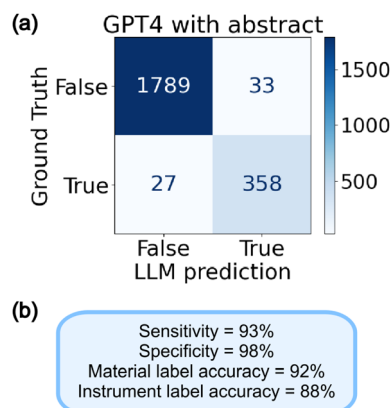 (a)
GPT4 with abstract
Ground Truth
False
1789
33
True
27
358
False
True
LLM prediction
1500
1000
500
(b)
Sensitivity = 93%
Specificity = 98%
Material label accuracy = 92%
Instrument label accuracy = 88%